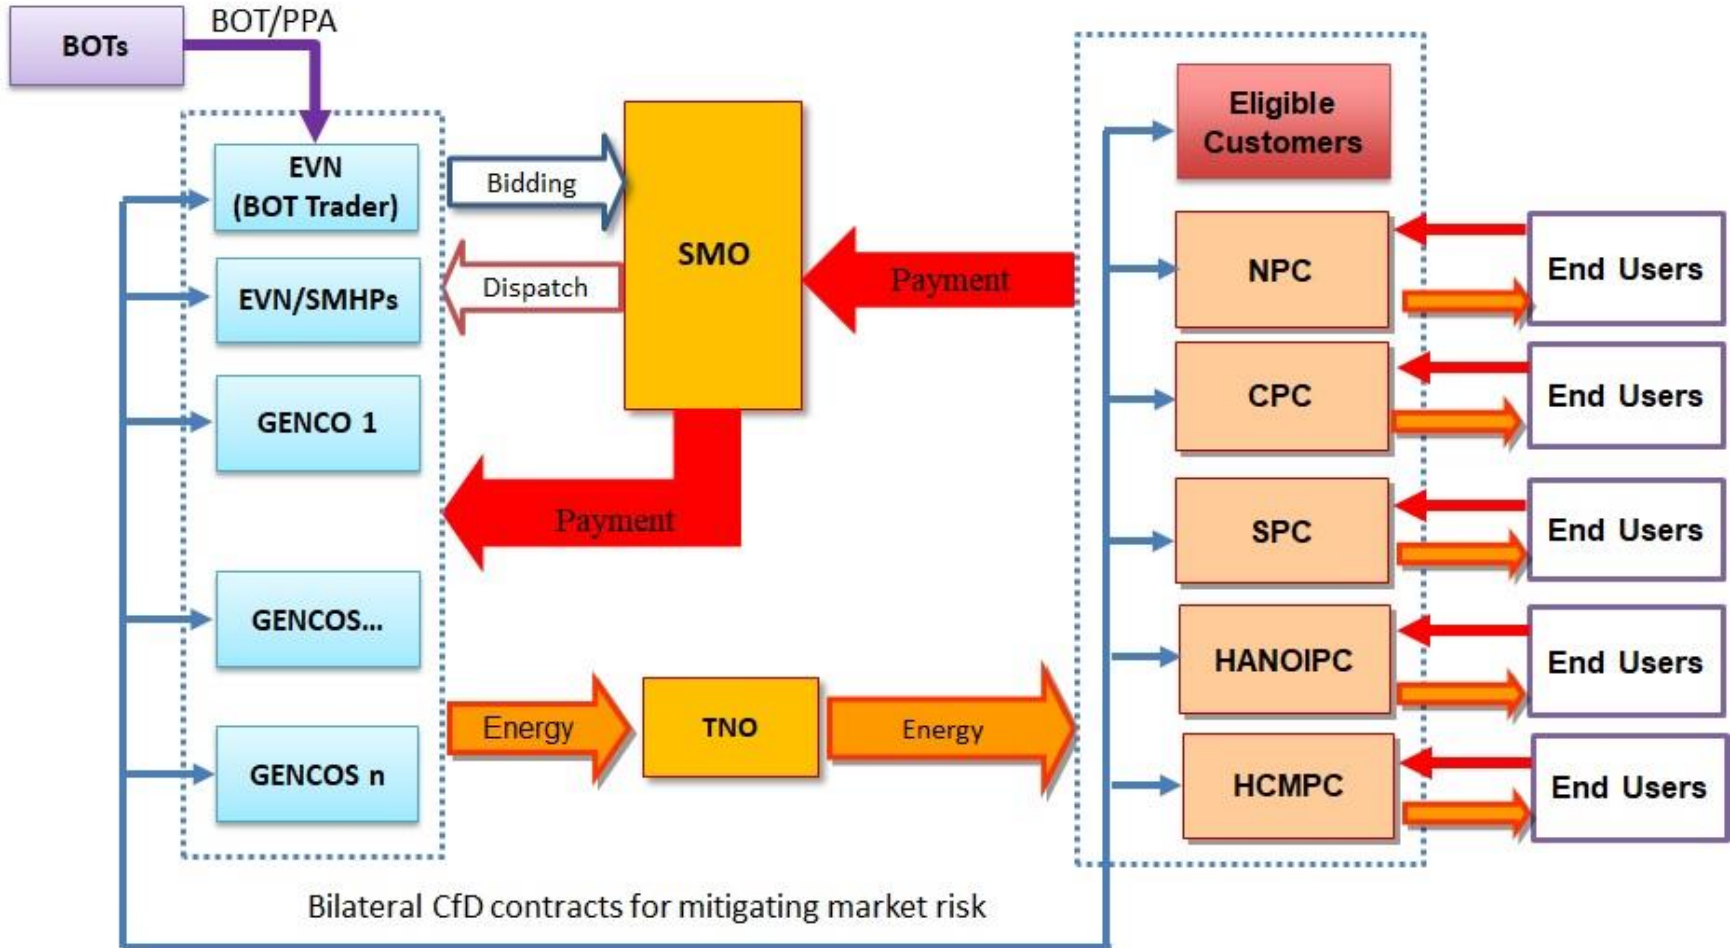 BOT/PPA
BOTs
EVN
(BOT Trader)
EVN/SMHPs
GENCO 1
GENCOS...
GENCOS n
Bidding
Dispatch
SMO
Payment
Payment
Energy
TNO
Energy
Eligible
Customers
NPC
End Users
CPC
End Users
SPC
End Users
HANOIPC
End Users
HCMPC
End Users
Bilateral CfD contracts for mitigating market risk